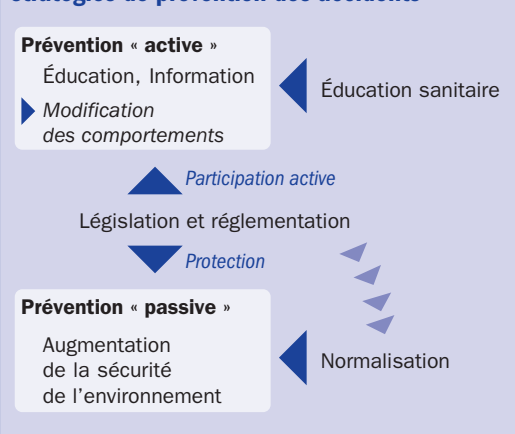 stratégies de prévention des accidents
Prévention « active »
Éducation, Information
Modification
des comportements
Éducation sanitaire
Participation active
Législation et réglementation
Protection
Prévention « passive »
Augmentation
de la sécurité
de l’environnement
Normalisation